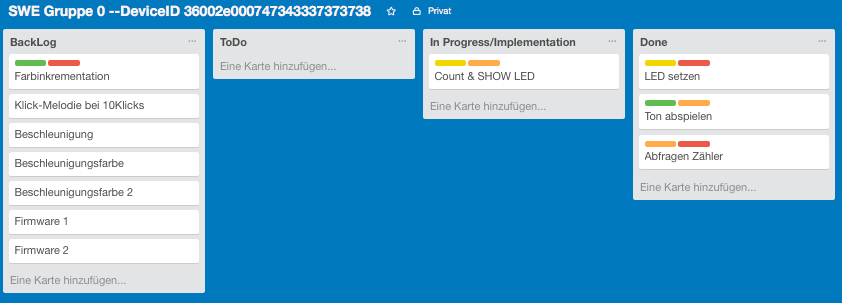 SWE Gruppe 0 --DeviceID 36002e000747343337373738 Privat
BackLog
Farbinkrementation
Klick-Melodie bei 10Klicks
Beschleunigung
Beschleunigungsfarbe
Beschleunigungsfarbe 2
Firmware 1
Firmware 2
Eine Karte hinzufügen...
ToDo
Eine Karte hinzufügen...
In Progress/Implementation
Count & SHOW LED
Eine Karte hinzufügen...
Done
LED setzen
Ton abspielen
Abfragen Zähler
Eine Karte hinzufügen...